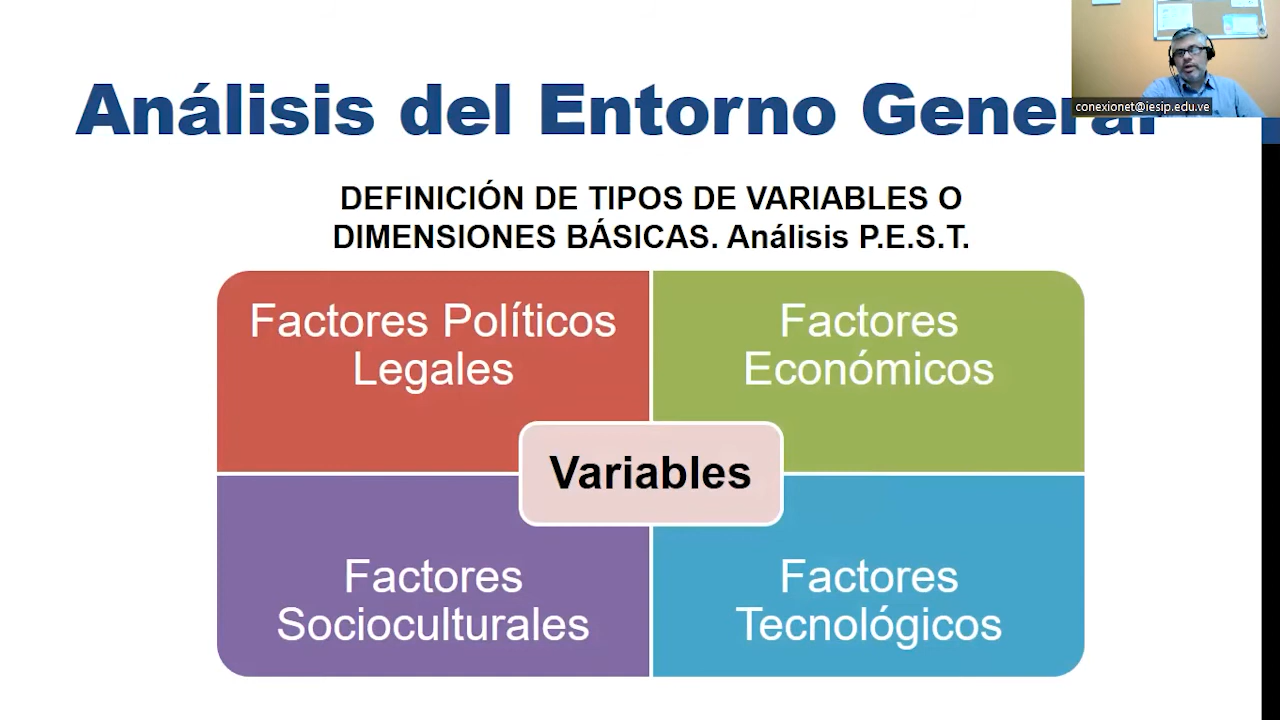 Análisis del Entorno General
conexionet@iesip.edu.ve
DEFINICIÓN DE TIPOS DE VARIABLES O
DIMENSIONES BÁSICAS. Análisis P.E.S.T.
Factores Políticos
Legales
Factores
Económicos
Variables
Factores
Socioculturales
Factores
Tecnológicos